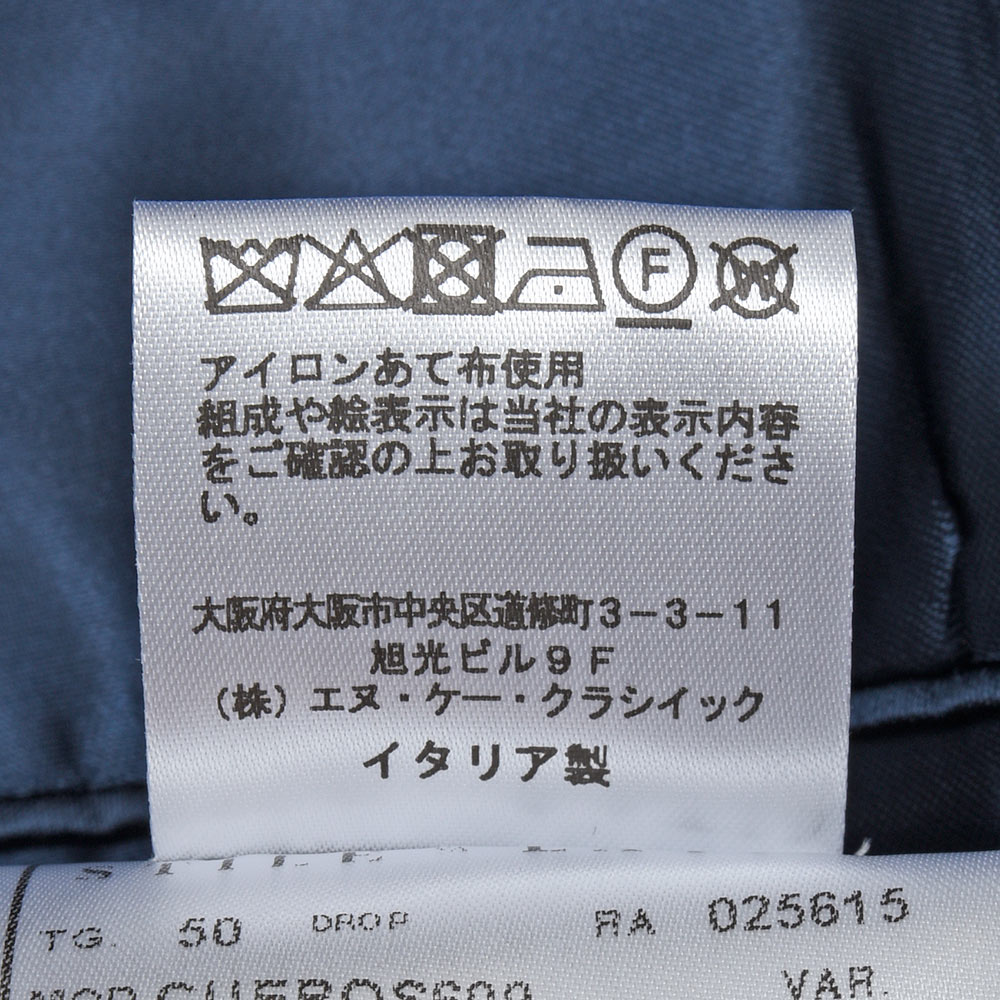 F
W
アイロンあて布使用
組成や絵表示は当社の表示内容
をご確認の上お取り扱いくださ
い。
大阪府大阪市中央区道修町3-3-11
旭光ビル9F
(株)エヌ・ケー・クラシイック
イタリア製
TG. 50 DROP RA 025615
VAR.